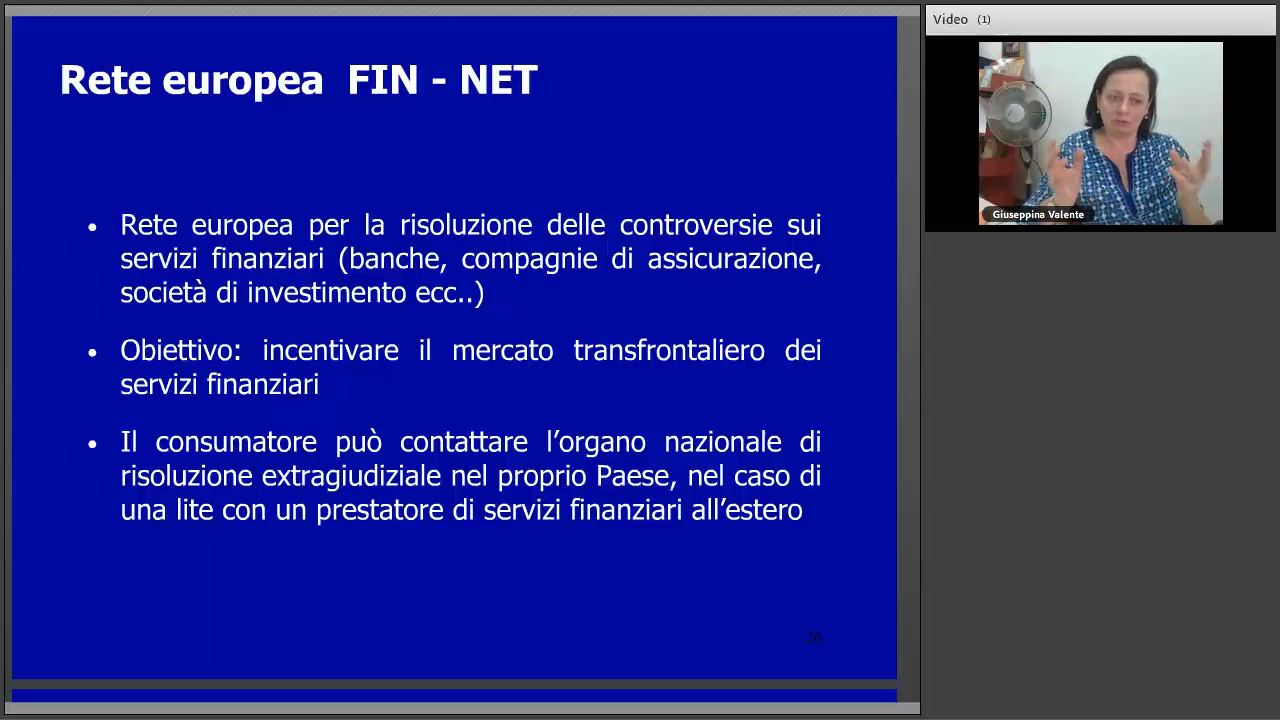 Rete europea FIN - NET
• Rete europea per la risoluzione delle controversie sui
servizi finanziari (banche, compagnie di assicurazione,
società di investimento ecc..)
• Obiettivo: incentivare il mercato transfrontaliero dei
servizi finanziari
• Il consumatore può contattare l’organo nazionale di
risoluzione extragiudiziale nel proprio Paese, nel caso di
una lite con un prestatore di servizi finanziari all’estero
Video (1)
Giuseppina Valente